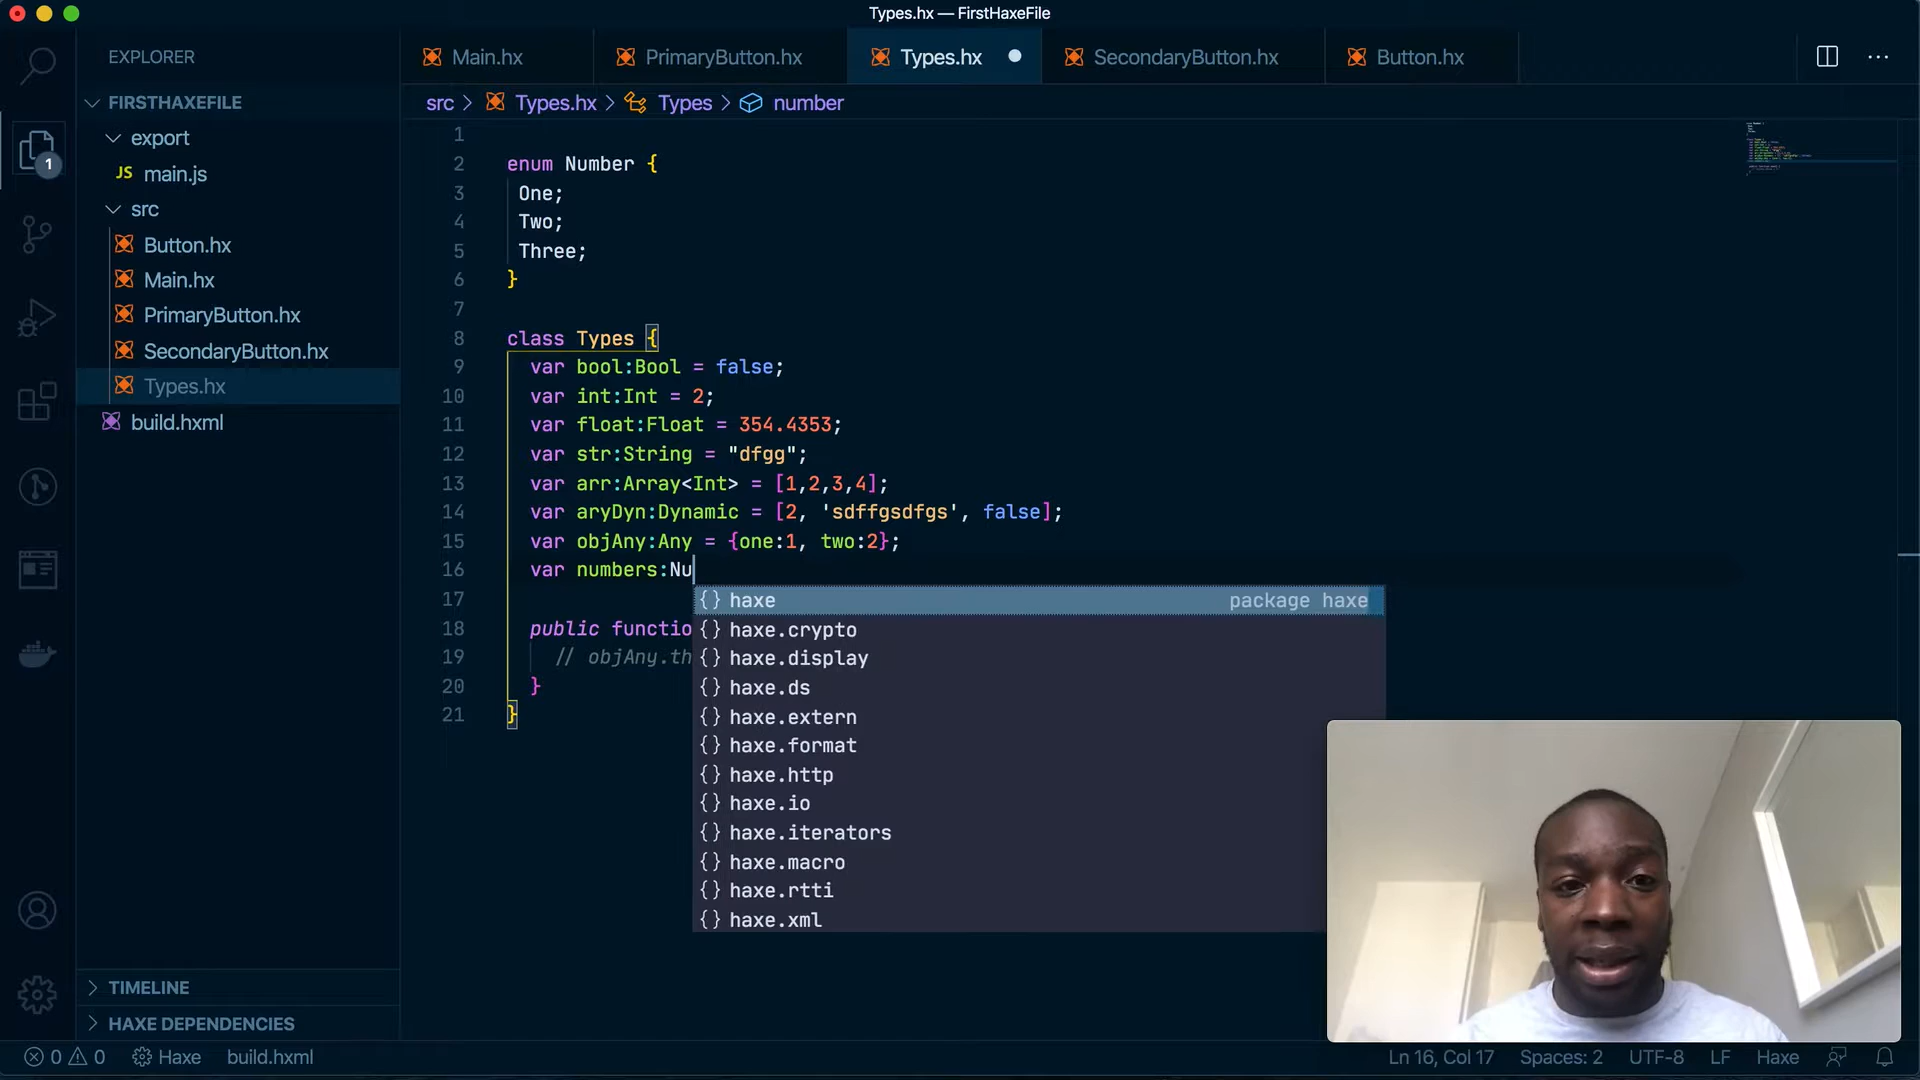 Types.hx — FirstHaxeFile
EXPLORER
Main.hx
PrimaryButton.hx
Types.hx
SecondaryButton.hx
Button.hx
FIRSTHAXEFILE
export
JS main.js
src
Button.hx
Main.hx
PrimaryButton.hx
SecondaryButton.hx
Types.hx
build.hxml
1
TIMELINE
HAXE DEPENDENCIES
src > Types.hx > Types > number
1
2 enum Number {
3 One;
4 Two;
5 Three;
6 }
7
8 class Types {
9 var bool:Bool = false;
10 var int:Int = 2;
11 var float:Float = 354.4353;
12 var str:String = "dfgg";
13 var arr:Array<Int> = [1,2,3,4];
14 var aryDyn:Dynamic = [2, 'sdffgsdfgs', false];
15 var objAny:Any = {one:1, two:2};
16 var numbers:Nu
17
18 public functio
19 // objAny.th
20 }
21 }
{} haxe package haxe
{} haxe.crypto
{} haxe.display
{} haxe.ds
{} haxe.extern
{} haxe.format
{} haxe.http
{} haxe.io
{} haxe.iterators
{} haxe.macro
{} haxe.rtti
{} haxe.xml
0 0 Haxe build.hxml
Ln 16, Col 17 Spaces: 2 UTF-8 LF Haxe